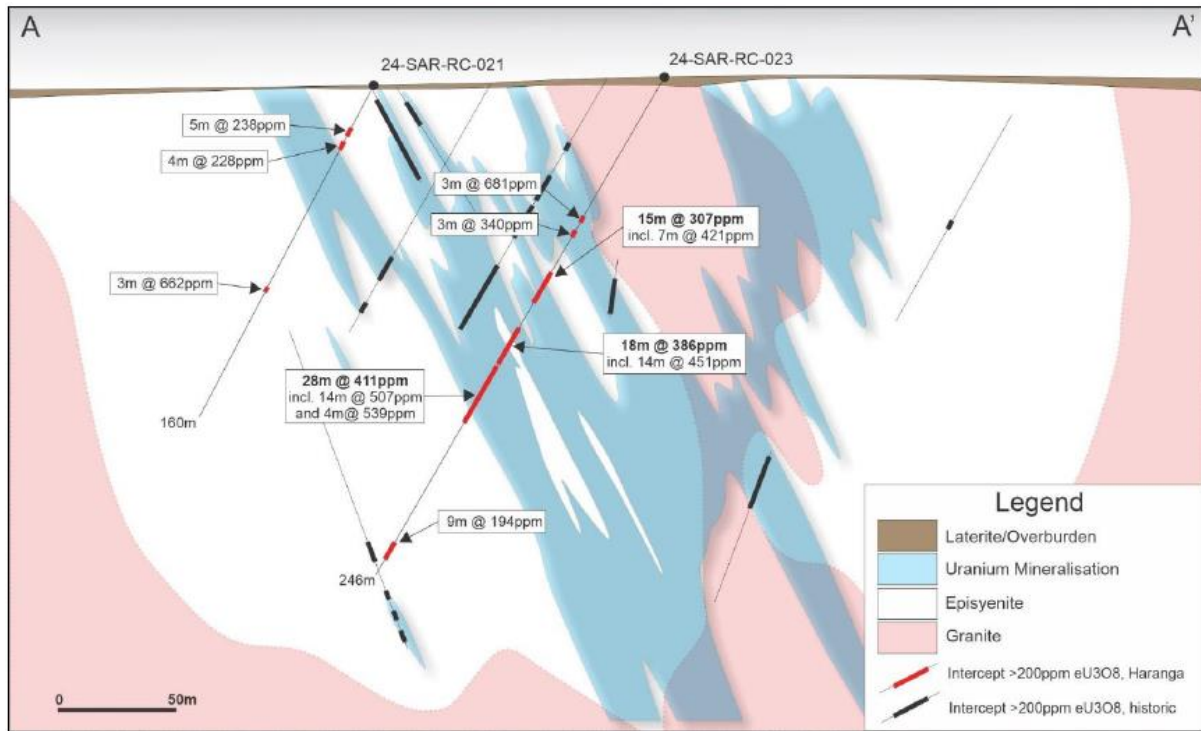 A
A'
24-SAR-RC-021
24-SAR-RC-023
5m @ 238ppm
4m @ 228ppm
3m @ 681ppm
3m @ 340ppm
15m @ 307ppm
incl. 7m @ 421ppm
3m @ 662ppm
18m @ 386ppm
incl. 14m @ 451ppm
28m @ 411ppm
incl. 14m @ 507ppm
and 4m@ 539ppm
160m
9m @ 194ppm
246m
0
50m
Legend
Laterite/Overburden
Uranium Mineralisation
Episyenite
Granite
Intercept >200ppm eU3O8, Haranga
Intercept >200ppm eU3O8, historic